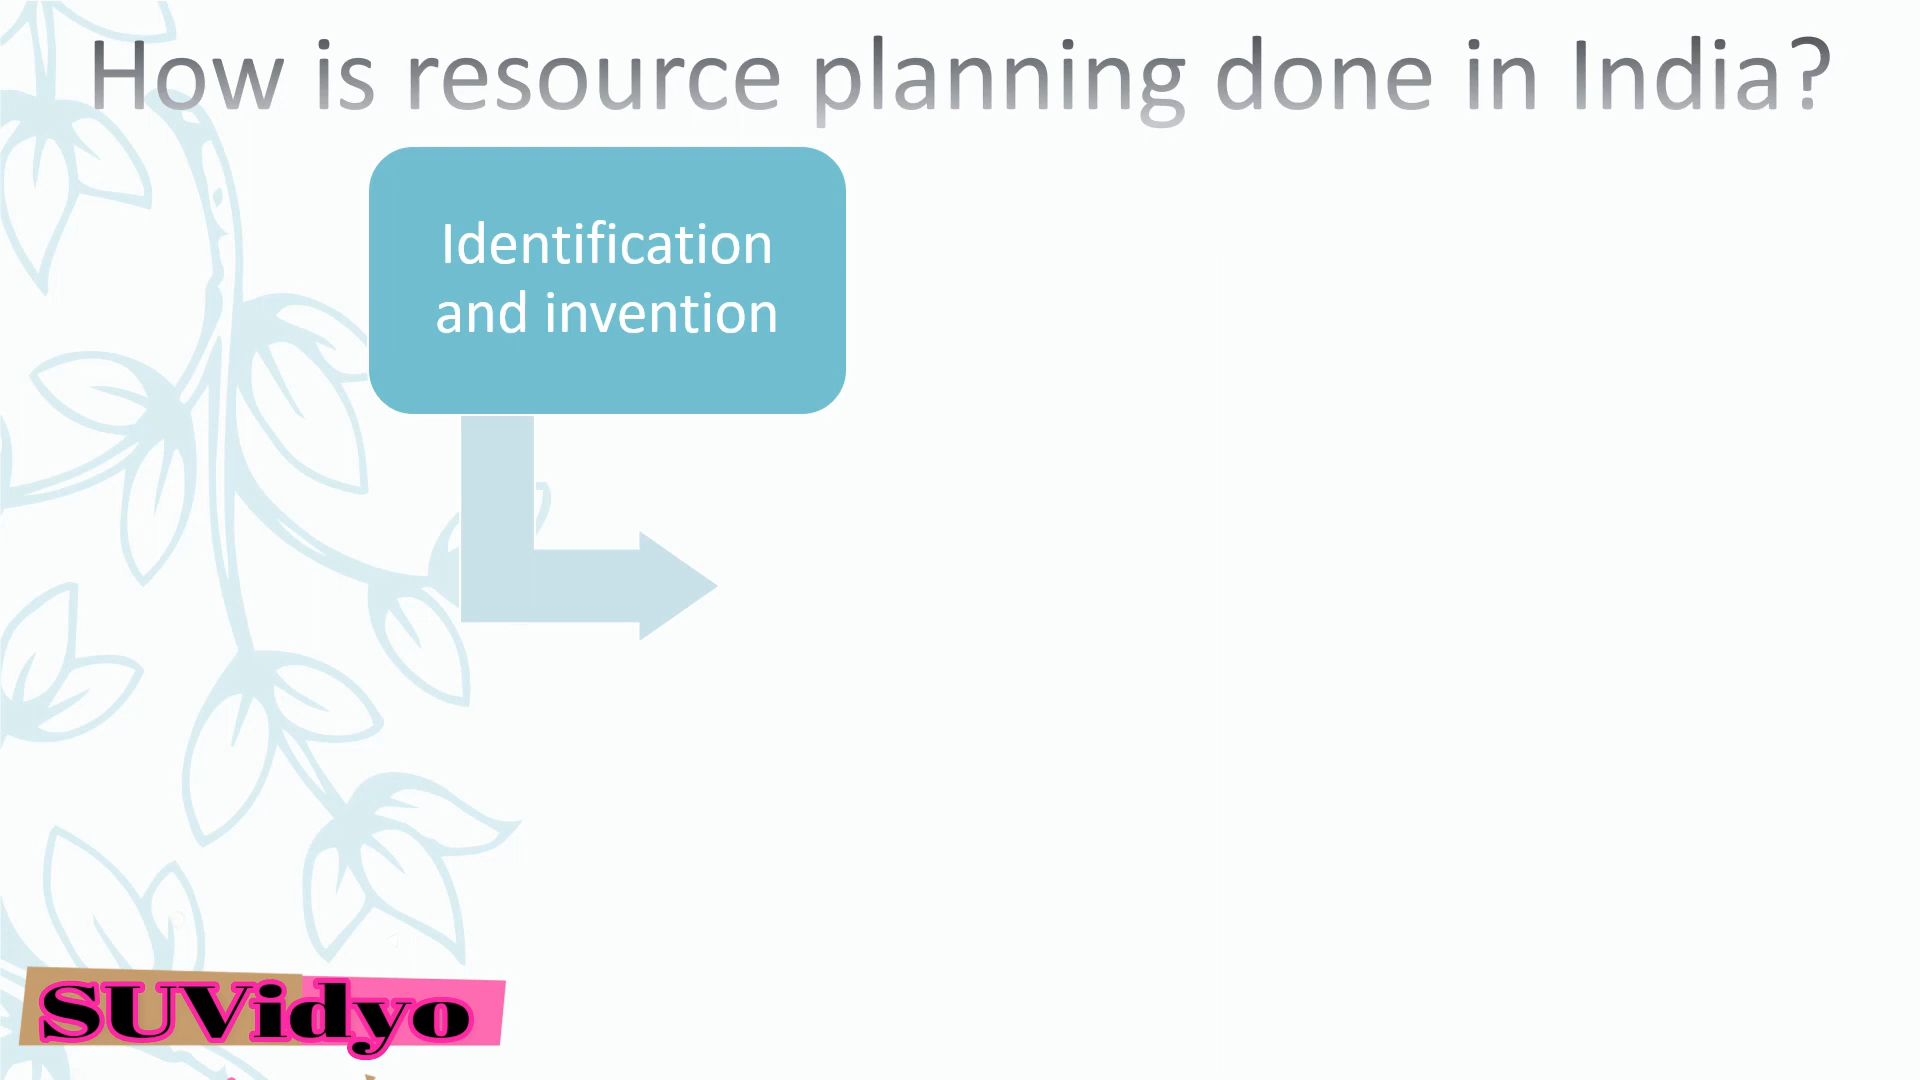 How is resource planning done in India?
Identification
and invention
SUVidyo